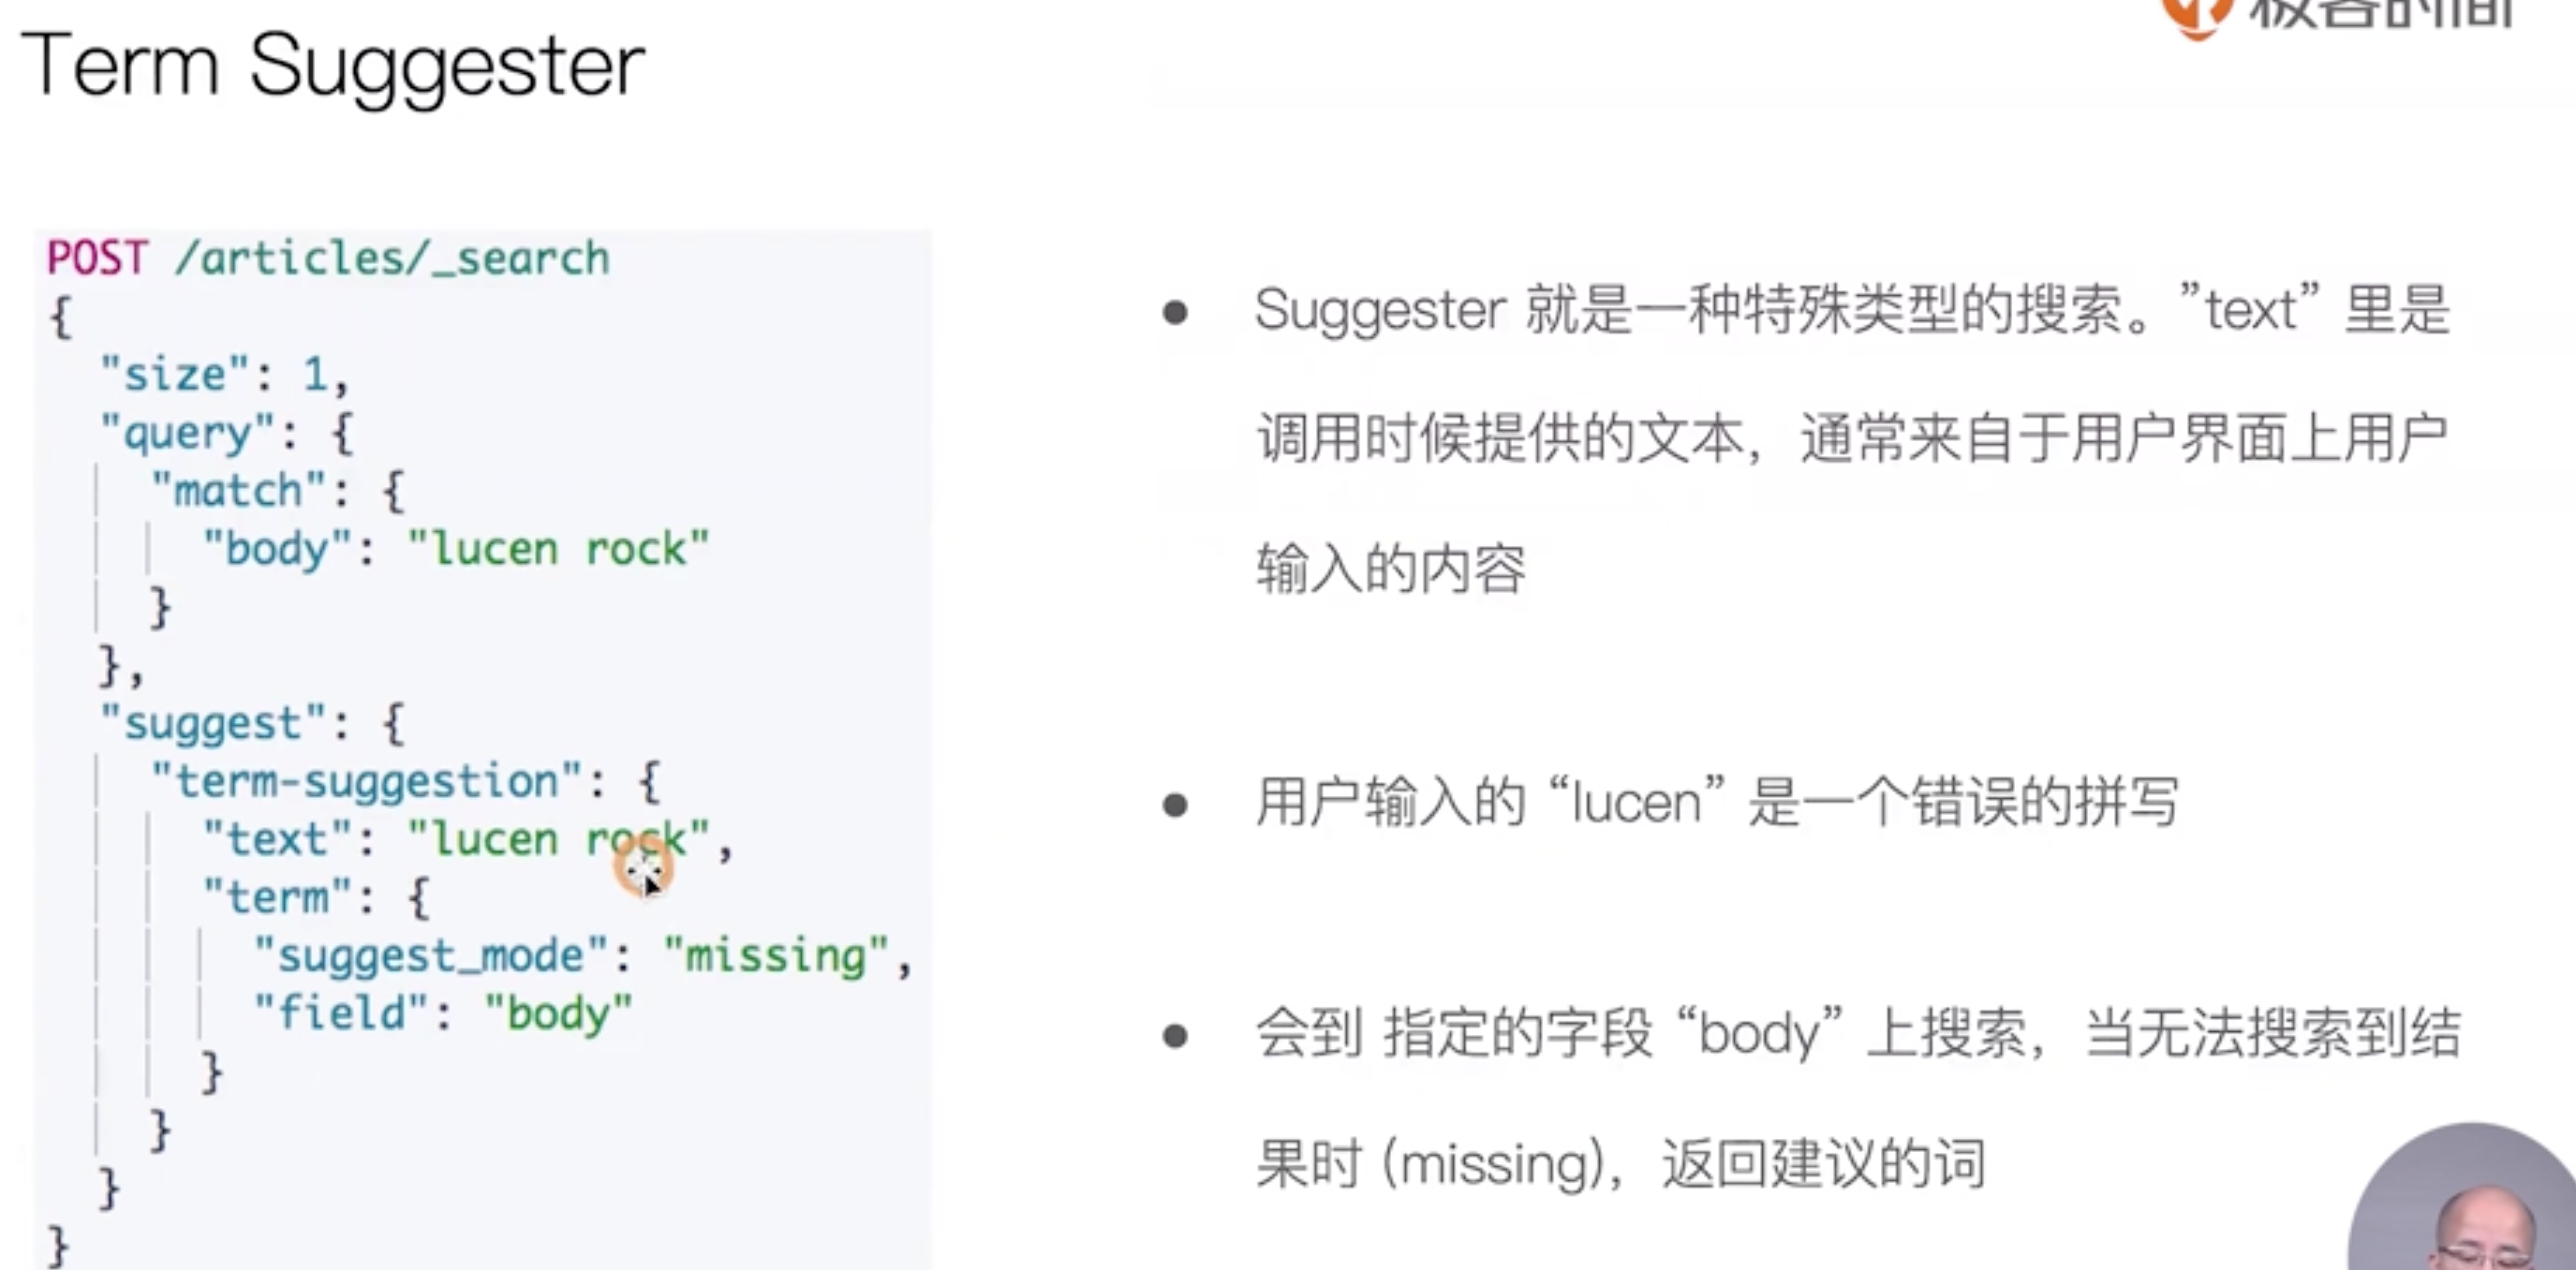 Term Suggester
极客时间
POST /articles/_search
{
  "size": 1,
  "query": {
    "match": {
      "body": "lucen rock"
    }
  },
  "suggest": {
    "term-suggestion": {
      "text": "lucen rock",
      "term": {
        "suggest_mode": "missing",
        "field": "body"
      }
    }
  }
}
● Suggester 就是一种特殊类型的搜索。”text” 里是
调用时候提供的文本，通常来自于用户界面上用户
输入的内容
● 用户输入的 “lucen” 是一个错误的拼写
● 会到 指定的字段 “body” 上搜索，当无法搜索到结
果时 (missing)，返回建议的词